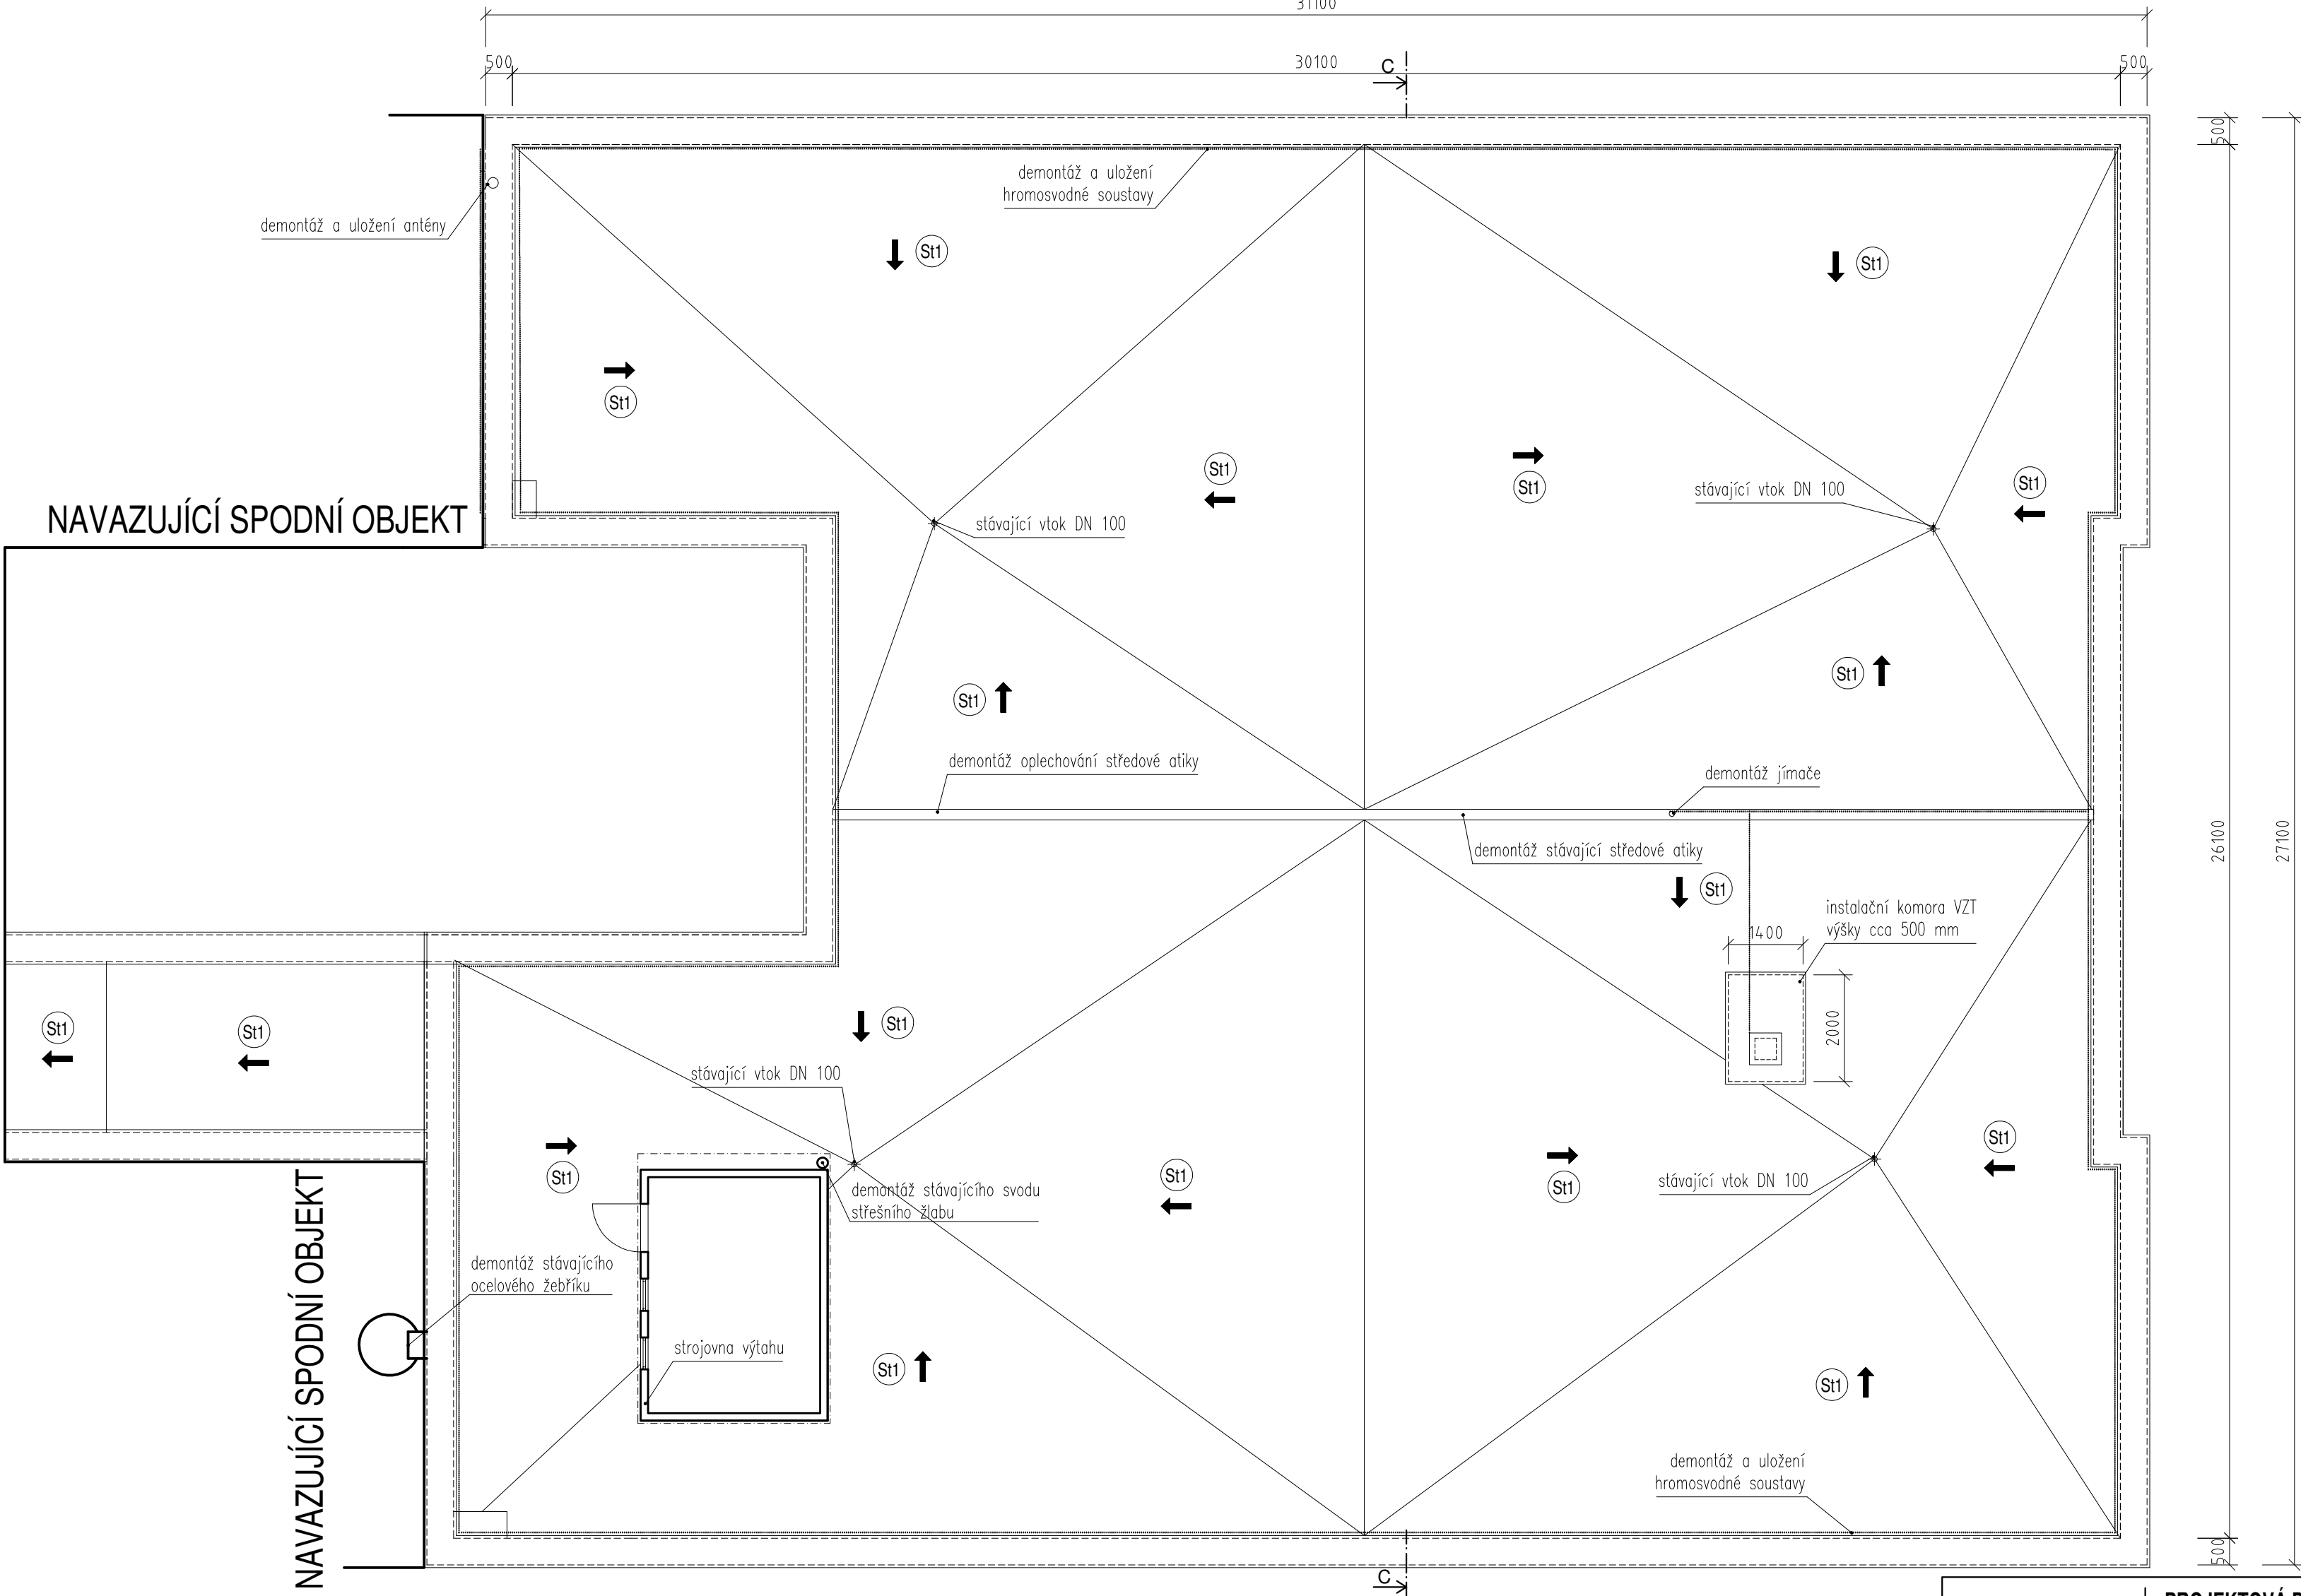 31100
500
30100
C
500
500
demontáž a uložení
hromosvodné soustavy
demontáž a uložení antény
St1
St1
St1
St1
St1
St1
stávající vtok DN 100
NAVAZUJÍCÍ SPODNÍ OBJEKT
stávající vtok DN 100
St1
St1
demontáž oplechování středové atiky
demontáž jímače
demontáž stávající středové atiky
26100
27100
St1
instalační komora VZT
výšky cca 500 mm
1400
2000
St1
St1
St1
stávající vtok DN 100
St1
St1
St1
St1
stávající vtok DN 100
demontáž stávajícího svodu
střešního žlabu
NAVAZUJÍCÍ SPODNÍ OBJEKT
demontáž stávajícího
ocelového žebříku
strojovna výtahu
St1
St1
demontáž a uložení
hromosvodné soustavy
500
C